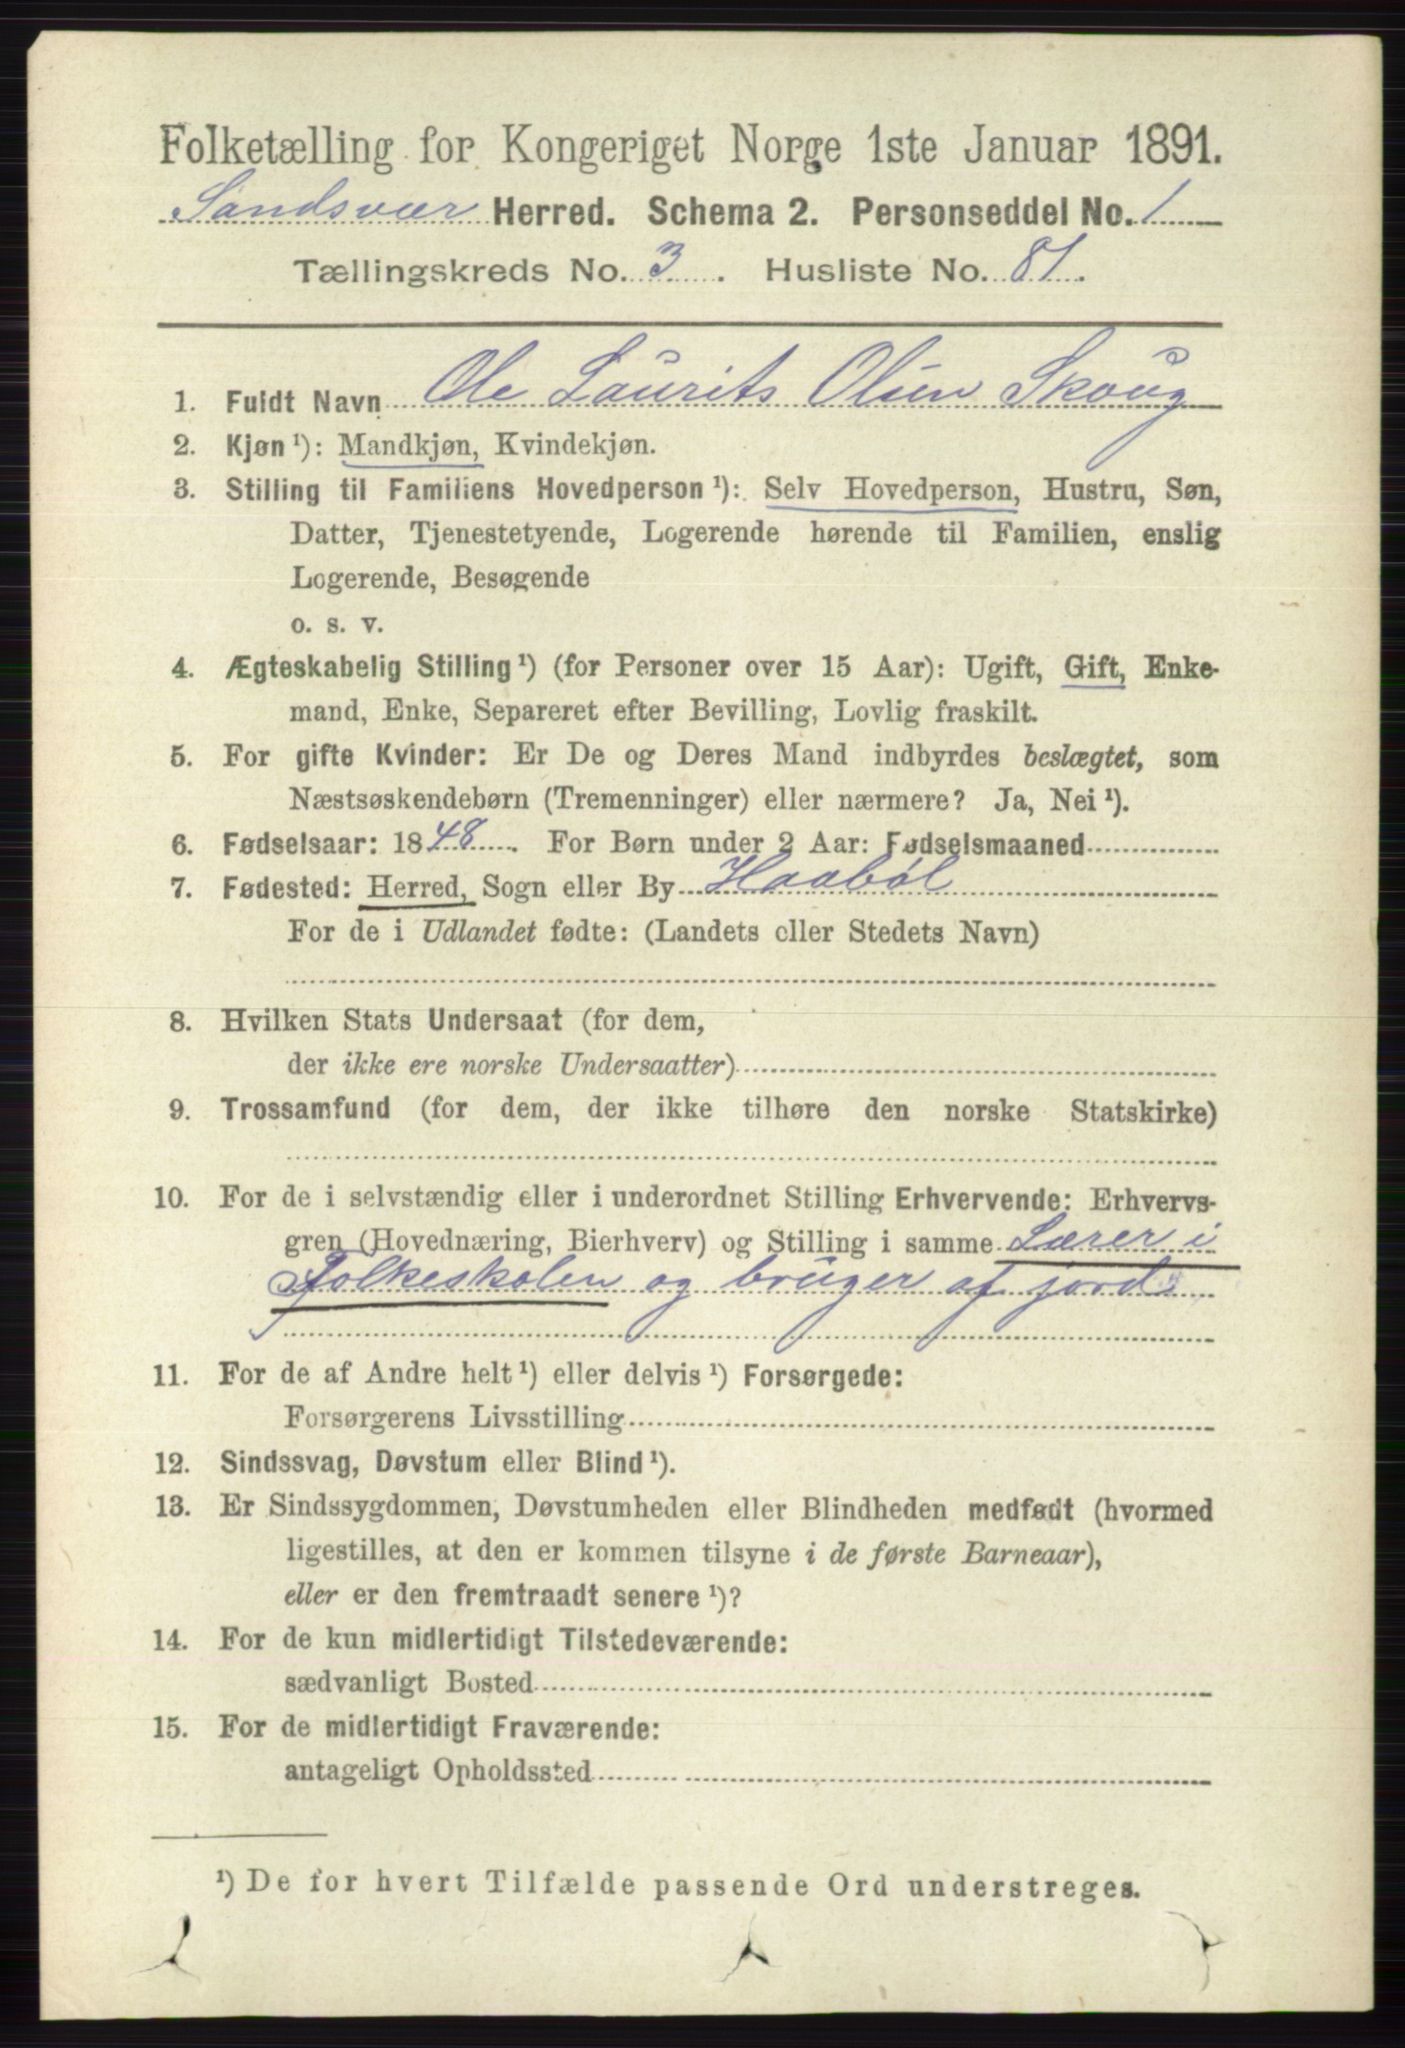 Folketælling for Kongeriget Norge 1ste Januar 1891.
Sandsvær Herred. Schema 2. Personseddel No. 1
Tællingskreds No. 3. Husliste No. 81.
1. Fuldt Navn Ole Laurits Olsen Skoug
2. Kjøn ¹): Mandkjøn, Kvindekjøn.
3. Stilling til Familiens Hovedperson ¹): Selv Hovedperson, Hustru, Søn,
Datter, Tjenestetyende, Logerende hørende til Familien, enslig
Logerende, Besøgende
o. s. v.
4. Ægteskabelig Stilling ¹) (for Personer over 15 Aar): Ugift, Gift, Enke-
mand, Enke, Separeret efter Bevilling, Lovlig fraskilt.
5. For gifte Kvinder: Er De og Deres Mand indbyrdes beslægtet, som
Næstsøskendebørn (Tremenninger) eller nærmere? Ja, Nei ¹).
6. Fødselsaar: 1848. For Børn under 2 Aar: Fødselsmaaned
7. Fødested: Herred, Sogn eller By Haabøl
For de i Udlandet fødte: (Landets eller Stedets Navn)
8. Hvilken Stats Undersaat (for dem,
der ikke ere norske Undersaatter)
9. Trossamfund (for dem, der ikke tilhøre den norske Statskirke)
10. For de i selvstændig eller i underordnet Stilling Erhvervende: Erhvervs-
gren (Hovednæring, Bierhverv) og Stilling i samme Lærer i
Folkeskolen og bruger af jord
11. For de af Andre helt ¹) eller delvis ¹) Forsørgede:
Forsørgerens Livsstilling
12. Sindssvag, Døvstum eller Blind ¹).
13. Er Sindssygdommen, Døvstumheden eller Blindheden medfødt (hvormed
ligestilles, at den er kommen tilsyne i de første Barneaar),
eller er den fremtraadt senere ¹)?
14. For de kun midlertidigt Tilstedeværende:
sædvanligt Bosted
15. For de midlertidigt Fraværende:
antageligt Opholdssted
¹) De for hvert Tilfælde passende Ord understreges.